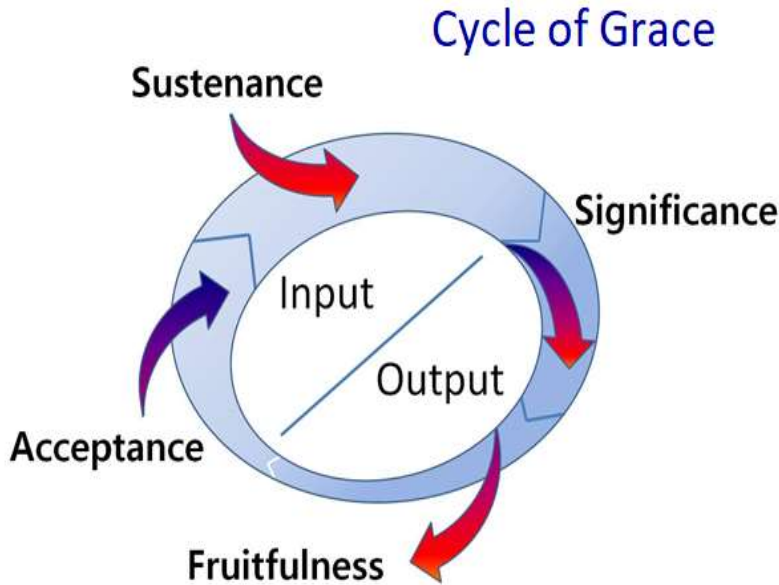 Cycle of Grace
Sustenance
Significance
Input
Output
Acceptance
Fruitfulness